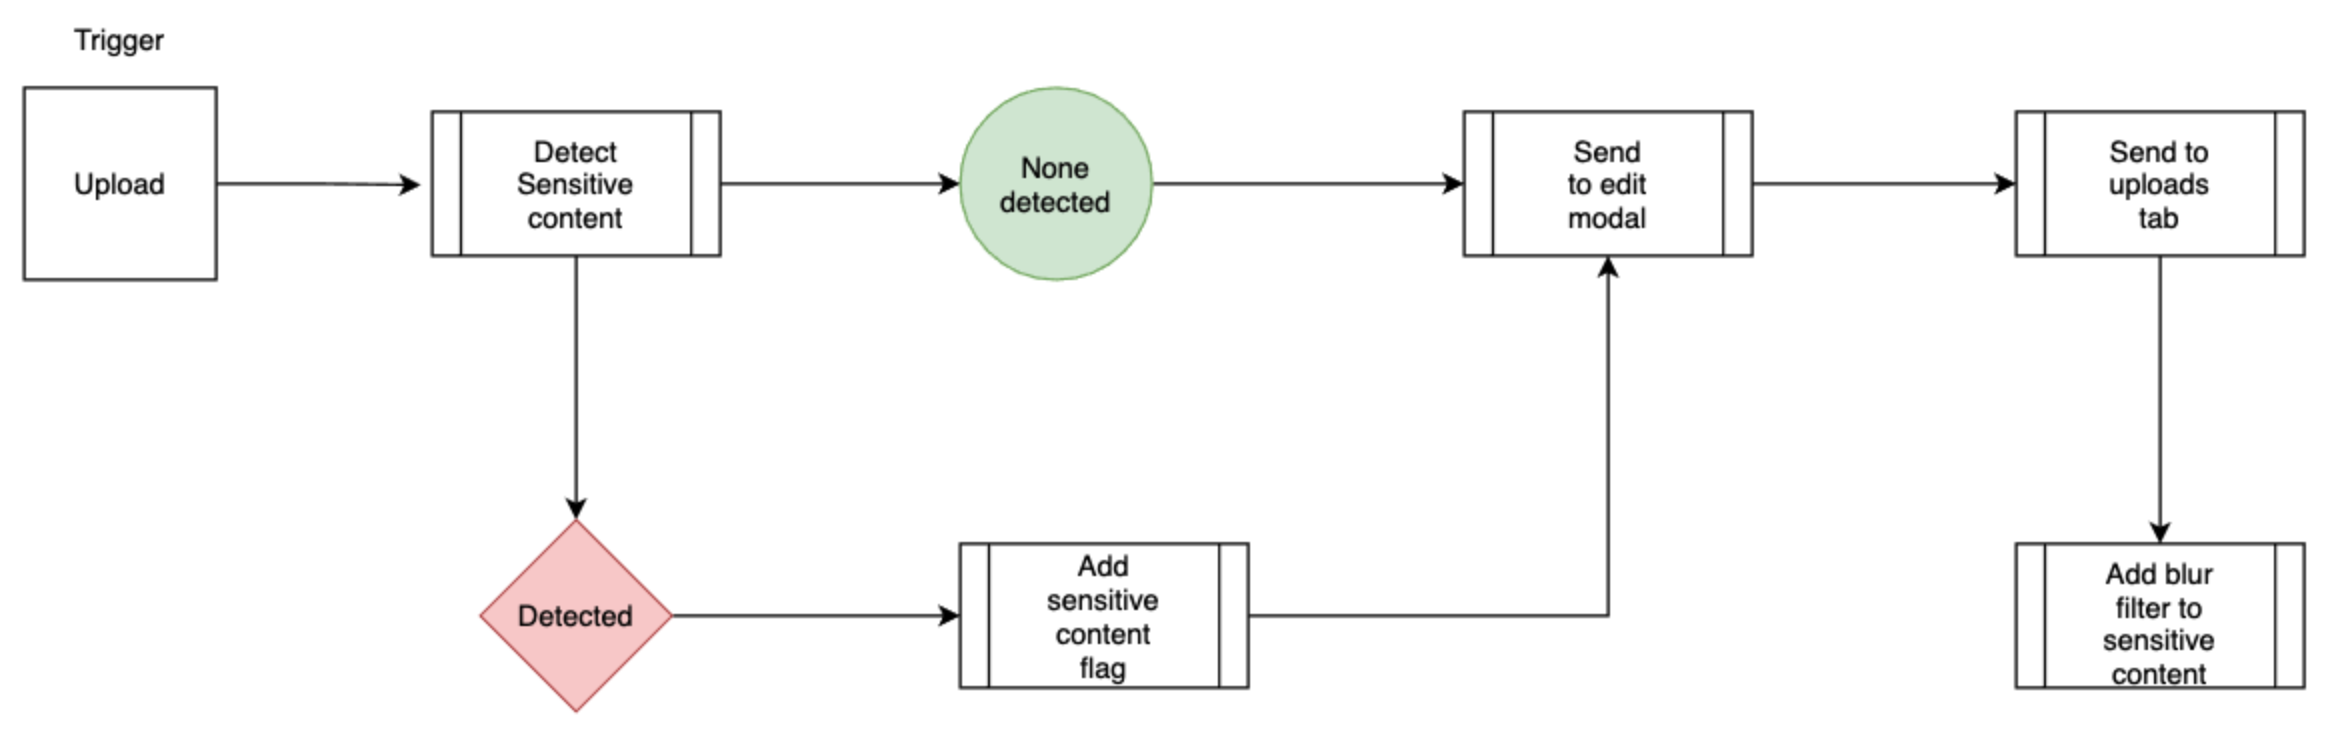 Trigger
Upload
Detect
Sensitive
content
None
detected
Send
to edit
modal
Send to
uploads
tab
Detected
Add
sensitive
content
flag
Add blur
filter to
sensitive
content